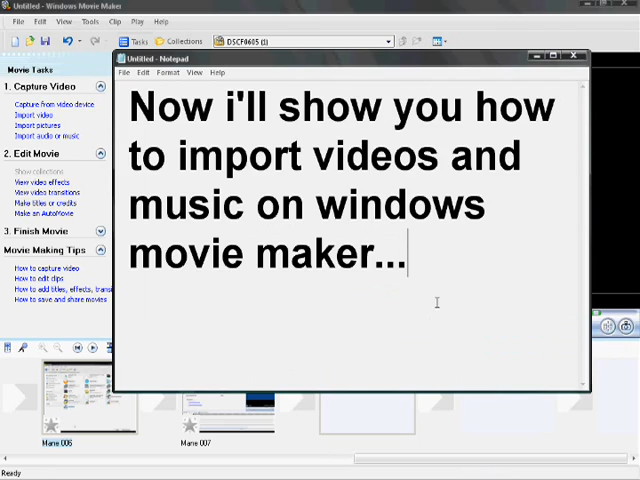 Untitled - Windows Movie Maker
File Edit View Tools Clip Play Help
Tasks Collections DSCF0605 (1)
Movie Tasks
1. Capture Video
Capture from video device
Import video
Import pictures
Import audio or music
2. Edit Movie
Show collections
View video effects
View video transitions
Make titles or credits
Make an AutoMovie
3. Finish Movie
Movie Making Tips
How to capture video
How to edit clips
How to add titles, effects, transi
How to save and share movies
Untitled - Notepad
File Edit Format View Help
Now i'll show you how
to import videos and
music on windows
movie maker...
Mane 006
Mane 007
Ready